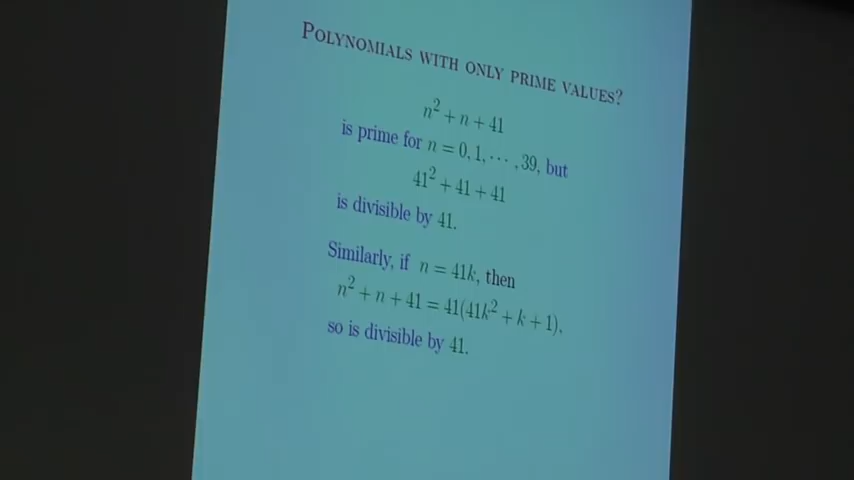 POLYNOMIALS WITH ONLY PRIME VALUES?
n² + n + 41
is prime for n = 0, 1, ⋯ , 39, but
41² + 41 + 41
is divisible by 41.
Similarly, if n = 41k, then
n² + n + 41 = 41(41k² + k + 1),
so is divisible by 41.